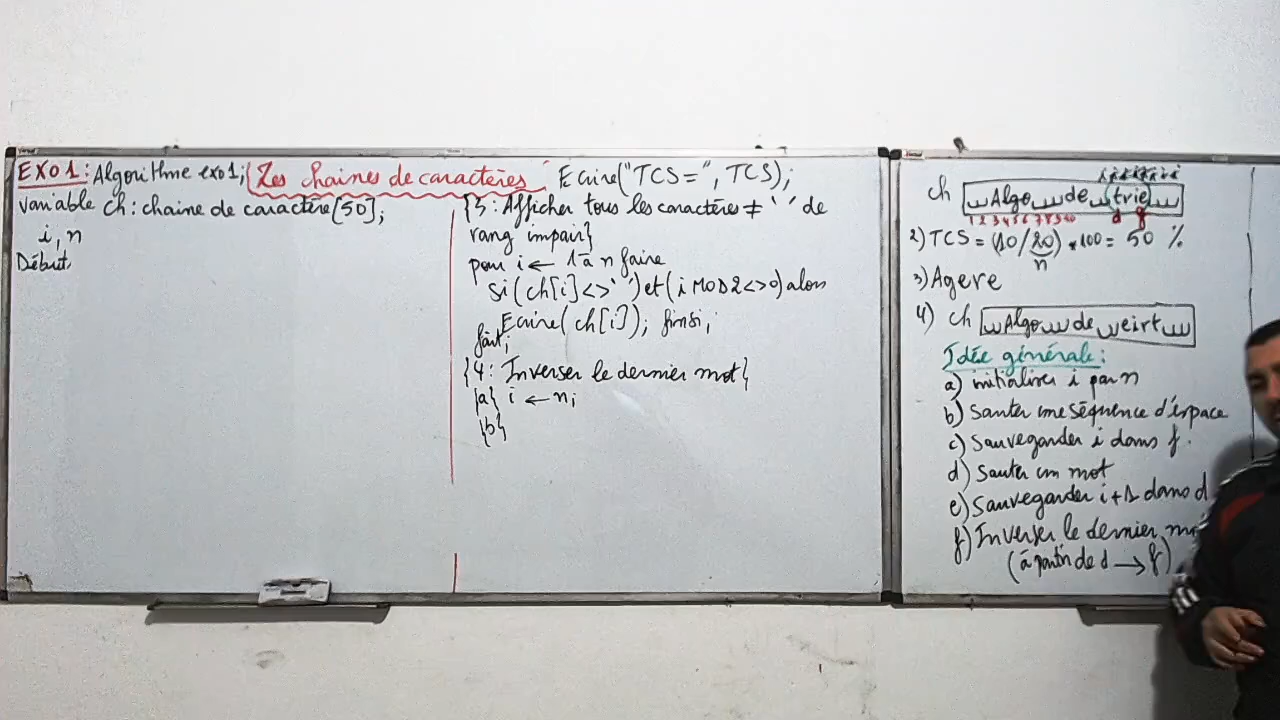 EXO1: Algorithme exo1; Les chaines de caractères
variable ch: chaine de caractère[50];
i, n
Début
Ecrire("TCS=", TCS);
{3: Afficher tous les caractères ≠ ' ' de
rang impair}
pour i ← 1 à n faire
si (ch[i] <> ' ') et (i MOD 2 <> 0) alors
Ecrire(ch[i]); finsi;
fait;
{4: Inverser le dernier mot}
{a} i ← n;
{b}
ch ␣Algo␣de␣(trie)␣
1 2 3 4 5 6 7 8 9 10 d f
2) TCS = (10/20) * 100 = 50 %
n
3) Agere
4) ch ␣Algo␣de␣eirt␣
Idée générale:
a) initialiser i par n
b) Sauter une séquence d'espace
c) Sauvegarder i dans f.
d) Sauter un mot
e) Sauvegarder i+1 dans d
f) Inverser le dernier
(à partir de d → f)